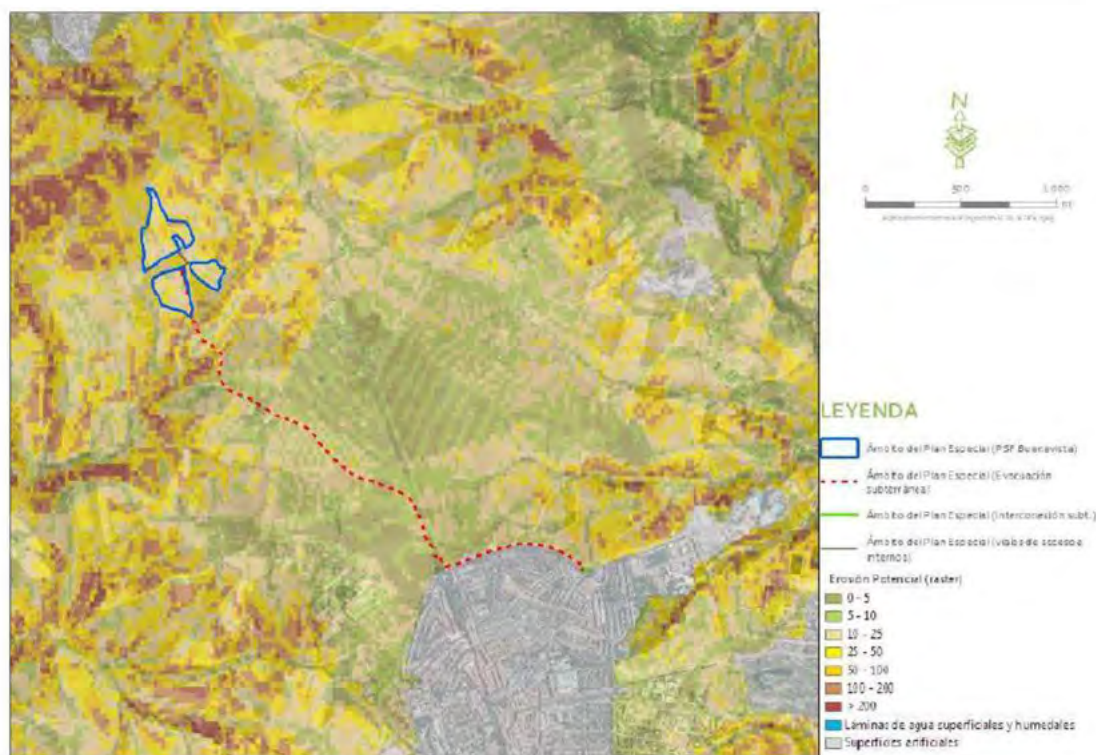 N
0 500 1.000
LEYENDA
Ámbito del Plan Especial (PSF Buenavista)
Ámbito del Plan Especial (Evacuación
subterránea)
Ámbito del Plan Especial (Interconexión subt.)
Ámbito del Plan Especial (viales de accesos e
internos)
Erosión Potencial (raster)
0 - 5
5 - 10
10 - 25
25 - 50
50 - 100
100 - 200
> 200
Láminas de agua superficiales y humedales
Superficies artificiales